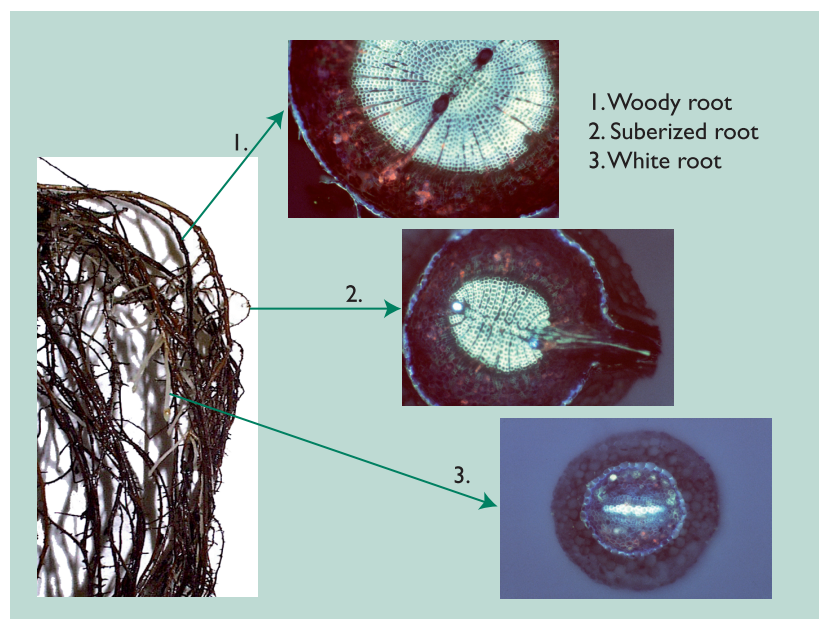 1.
1. Woody root
2. Suberized root
3. White root
2.
3.